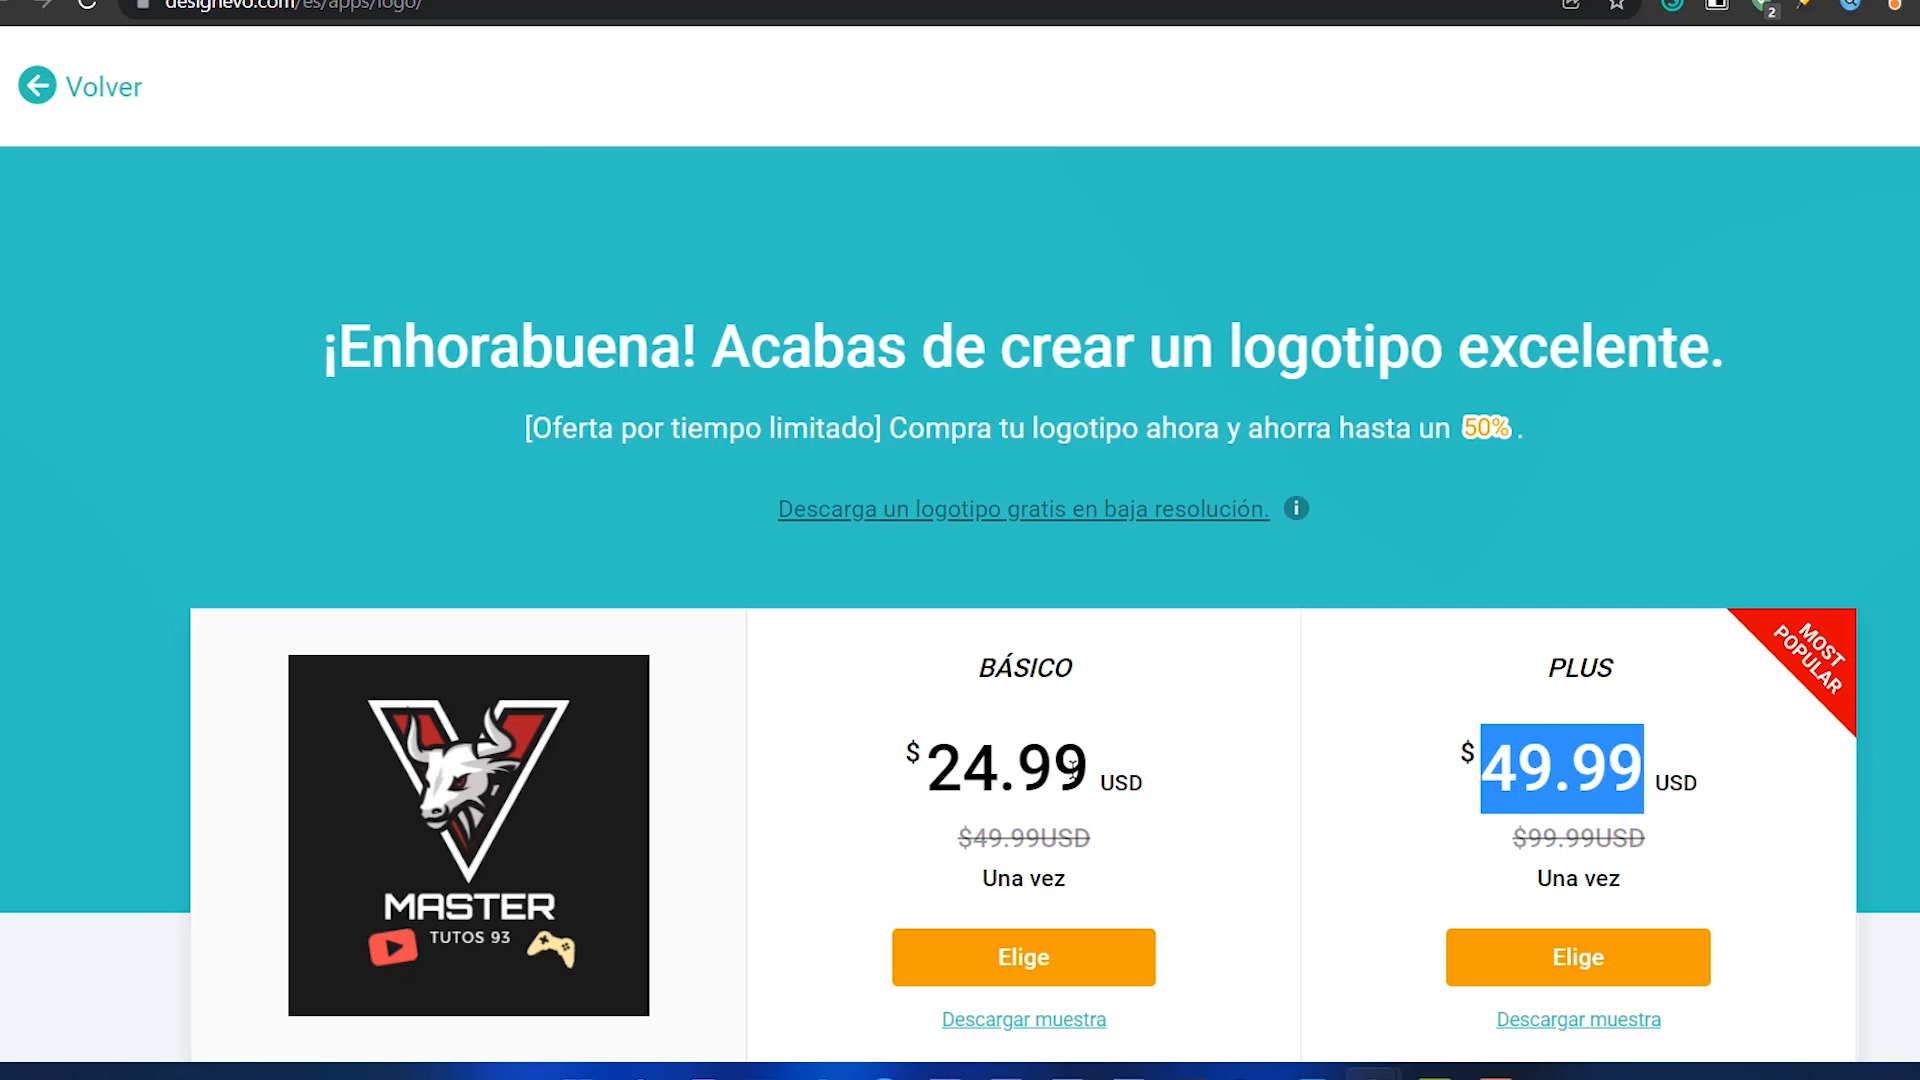 designevo.com/es/apps/logo/
2
Volver
¡Enhorabuena! Acabas de crear un logotipo excelente.
[Oferta por tiempo limitado] Compra tu logotipo ahora y ahorra hasta un 50% .
Descarga un logotipo gratis en baja resolución. i
MASTER
TUTOS 93
BÁSICO
$ 24.99 USD
$49.99USD
Una vez
Elige
Descargar muestra
MOST
POPULAR
PLUS
$ 49.99 USD
$99.99USD
Una vez
Elige
Descargar muestra